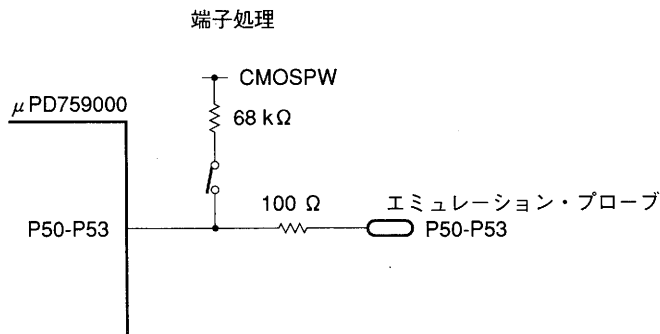 端子処理
CMOSPW
μPD759000
68 kΩ
100 Ω
エミュレーション・プローブ
P50-P53
P50-P53